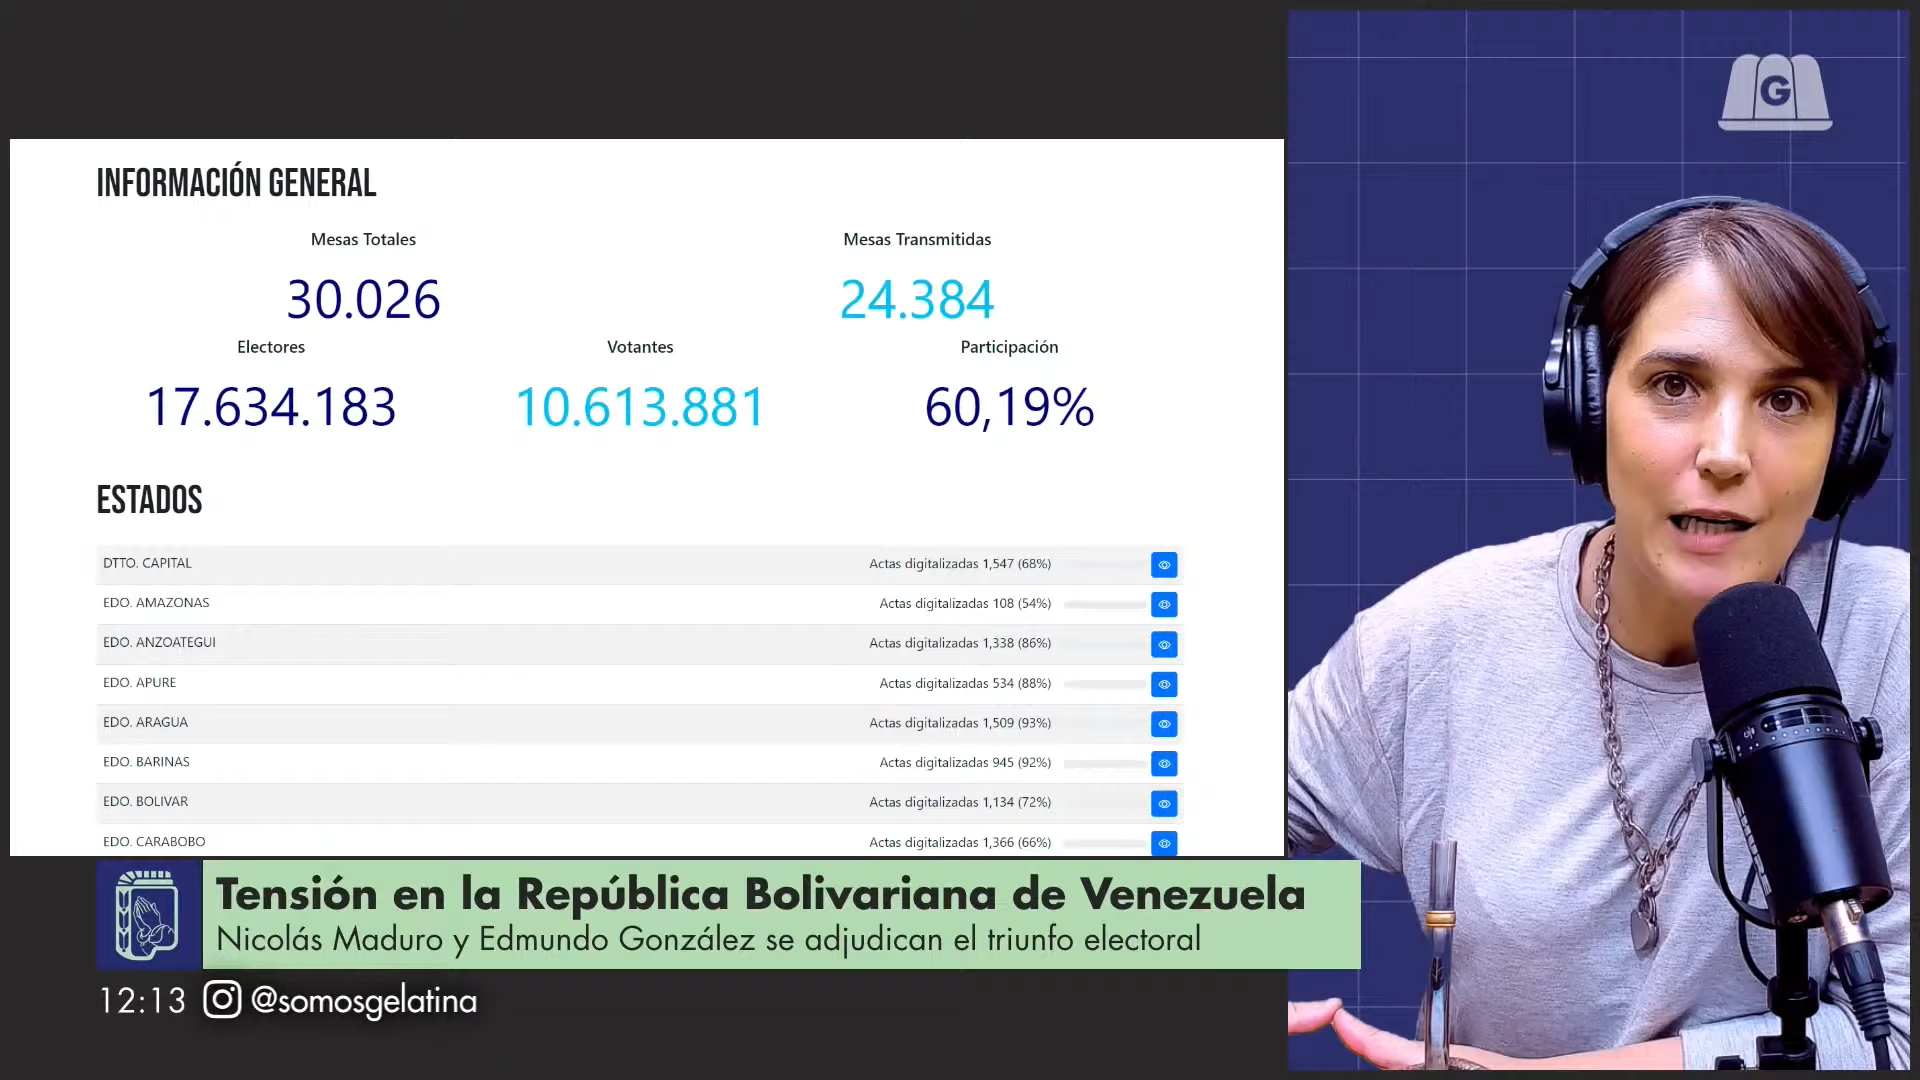 G
INFORMACIÓN GENERAL
Mesas Totales
Mesas Transmitidas
30.026
24.384
Electores
Votantes
Participación
17.634.183
10.613.881
60,19%
ESTADOS
DTTO. CAPITAL Actas digitalizadas 1,547 (68%)
EDO. AMAZONAS Actas digitalizadas 108 (54%)
EDO. ANZOATEGUI Actas digitalizadas 1,338 (86%)
EDO. APURE Actas digitalizadas 534 (88%)
EDO. ARAGUA Actas digitalizadas 1,509 (93%)
EDO. BARINAS Actas digitalizadas 945 (92%)
EDO. BOLIVAR Actas digitalizadas 1,134 (72%)
EDO. CARABOBO Actas digitalizadas 1,366 (66%)
Tensión en la República Bolivariana de Venezuela
Nicolás Maduro y Edmundo González se adjudican el triunfo electoral
12:13 @somosgelatina